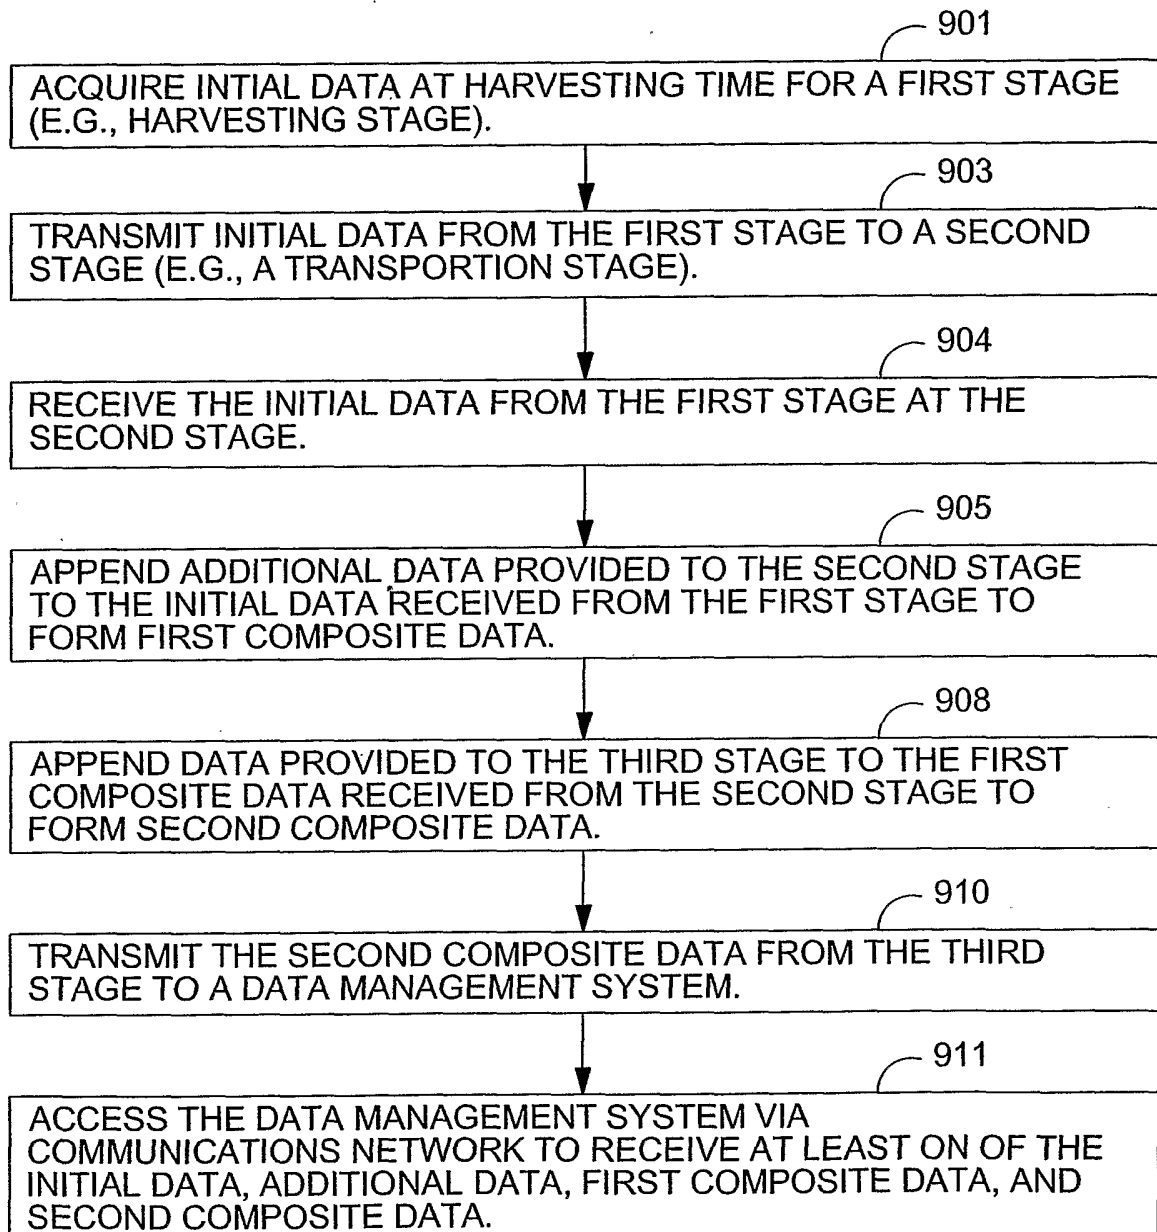 901
ACQUIRE INTIAL DATA AT HARVESTING TIME FOR A FIRST STAGE
(E.G., HARVESTING STAGE).
903
TRANSMIT INITIAL DATA FROM THE FIRST STAGE TO A SECOND
STAGE (E.G., A TRANSPORTION STAGE).
904
RECEIVE THE INITIAL DATA FROM THE FIRST STAGE AT THE
SECOND STAGE.
905
APPEND ADDITIONAL DATA PROVIDED TO THE SECOND STAGE
TO THE INITIAL DATA RECEIVED FROM THE FIRST STAGE TO
FORM FIRST COMPOSITE DATA.
908
APPEND DATA PROVIDED TO THE THIRD STAGE TO THE FIRST
COMPOSITE DATA RECEIVED FROM THE SECOND STAGE TO
FORM SECOND COMPOSITE DATA.
910
TRANSMIT THE SECOND COMPOSITE DATA FROM THE THIRD
STAGE TO A DATA MANAGEMENT SYSTEM.
911
ACCESS THE DATA MANAGEMENT SYSTEM VIA
COMMUNICATIONS NETWORK TO RECEIVE AT LEAST ON OF THE
INITIAL DATA, ADDITIONAL DATA, FIRST COMPOSITE DATA, AND
SECOND COMPOSITE DATA.